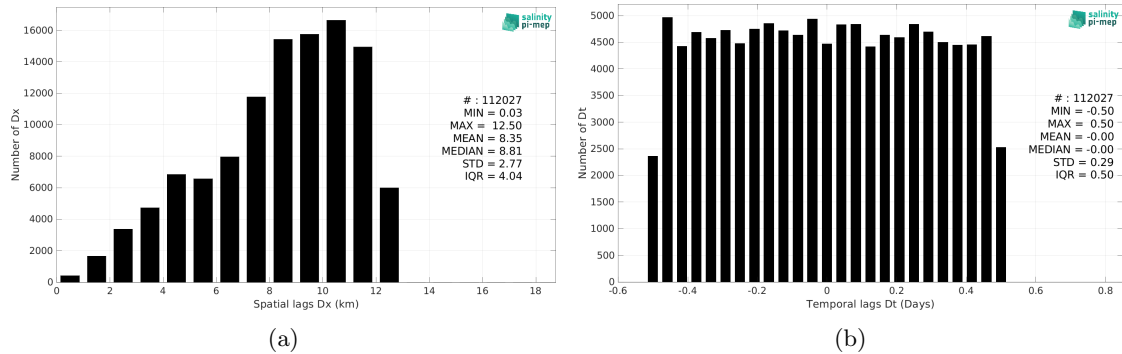 salinity
pi-mep
Number of Dx
16000
14000
12000
10000
8000
6000
4000
2000
0
# : 112027
MIN = 0.03
MAX = 12.50
MEAN = 8.35
MEDIAN = 8.81
STD = 2.77
IQR = 4.04
0 2 4 6 8 10 12 14 16 18
Spatial lags Dx (km)
(a)
salinity
pi-mep
Number of Dt
5000
4500
4000
3500
3000
2500
2000
1500
1000
500
0
# : 112027
MIN = -0.50
MAX = 0.50
MEAN = -0.00
MEDIAN = -0.00
STD = 0.29
IQR = 0.50
-0.6 -0.4 -0.2 0 0.2 0.4 0.6 0.8
Temporal lags Dt (Days)
(b)